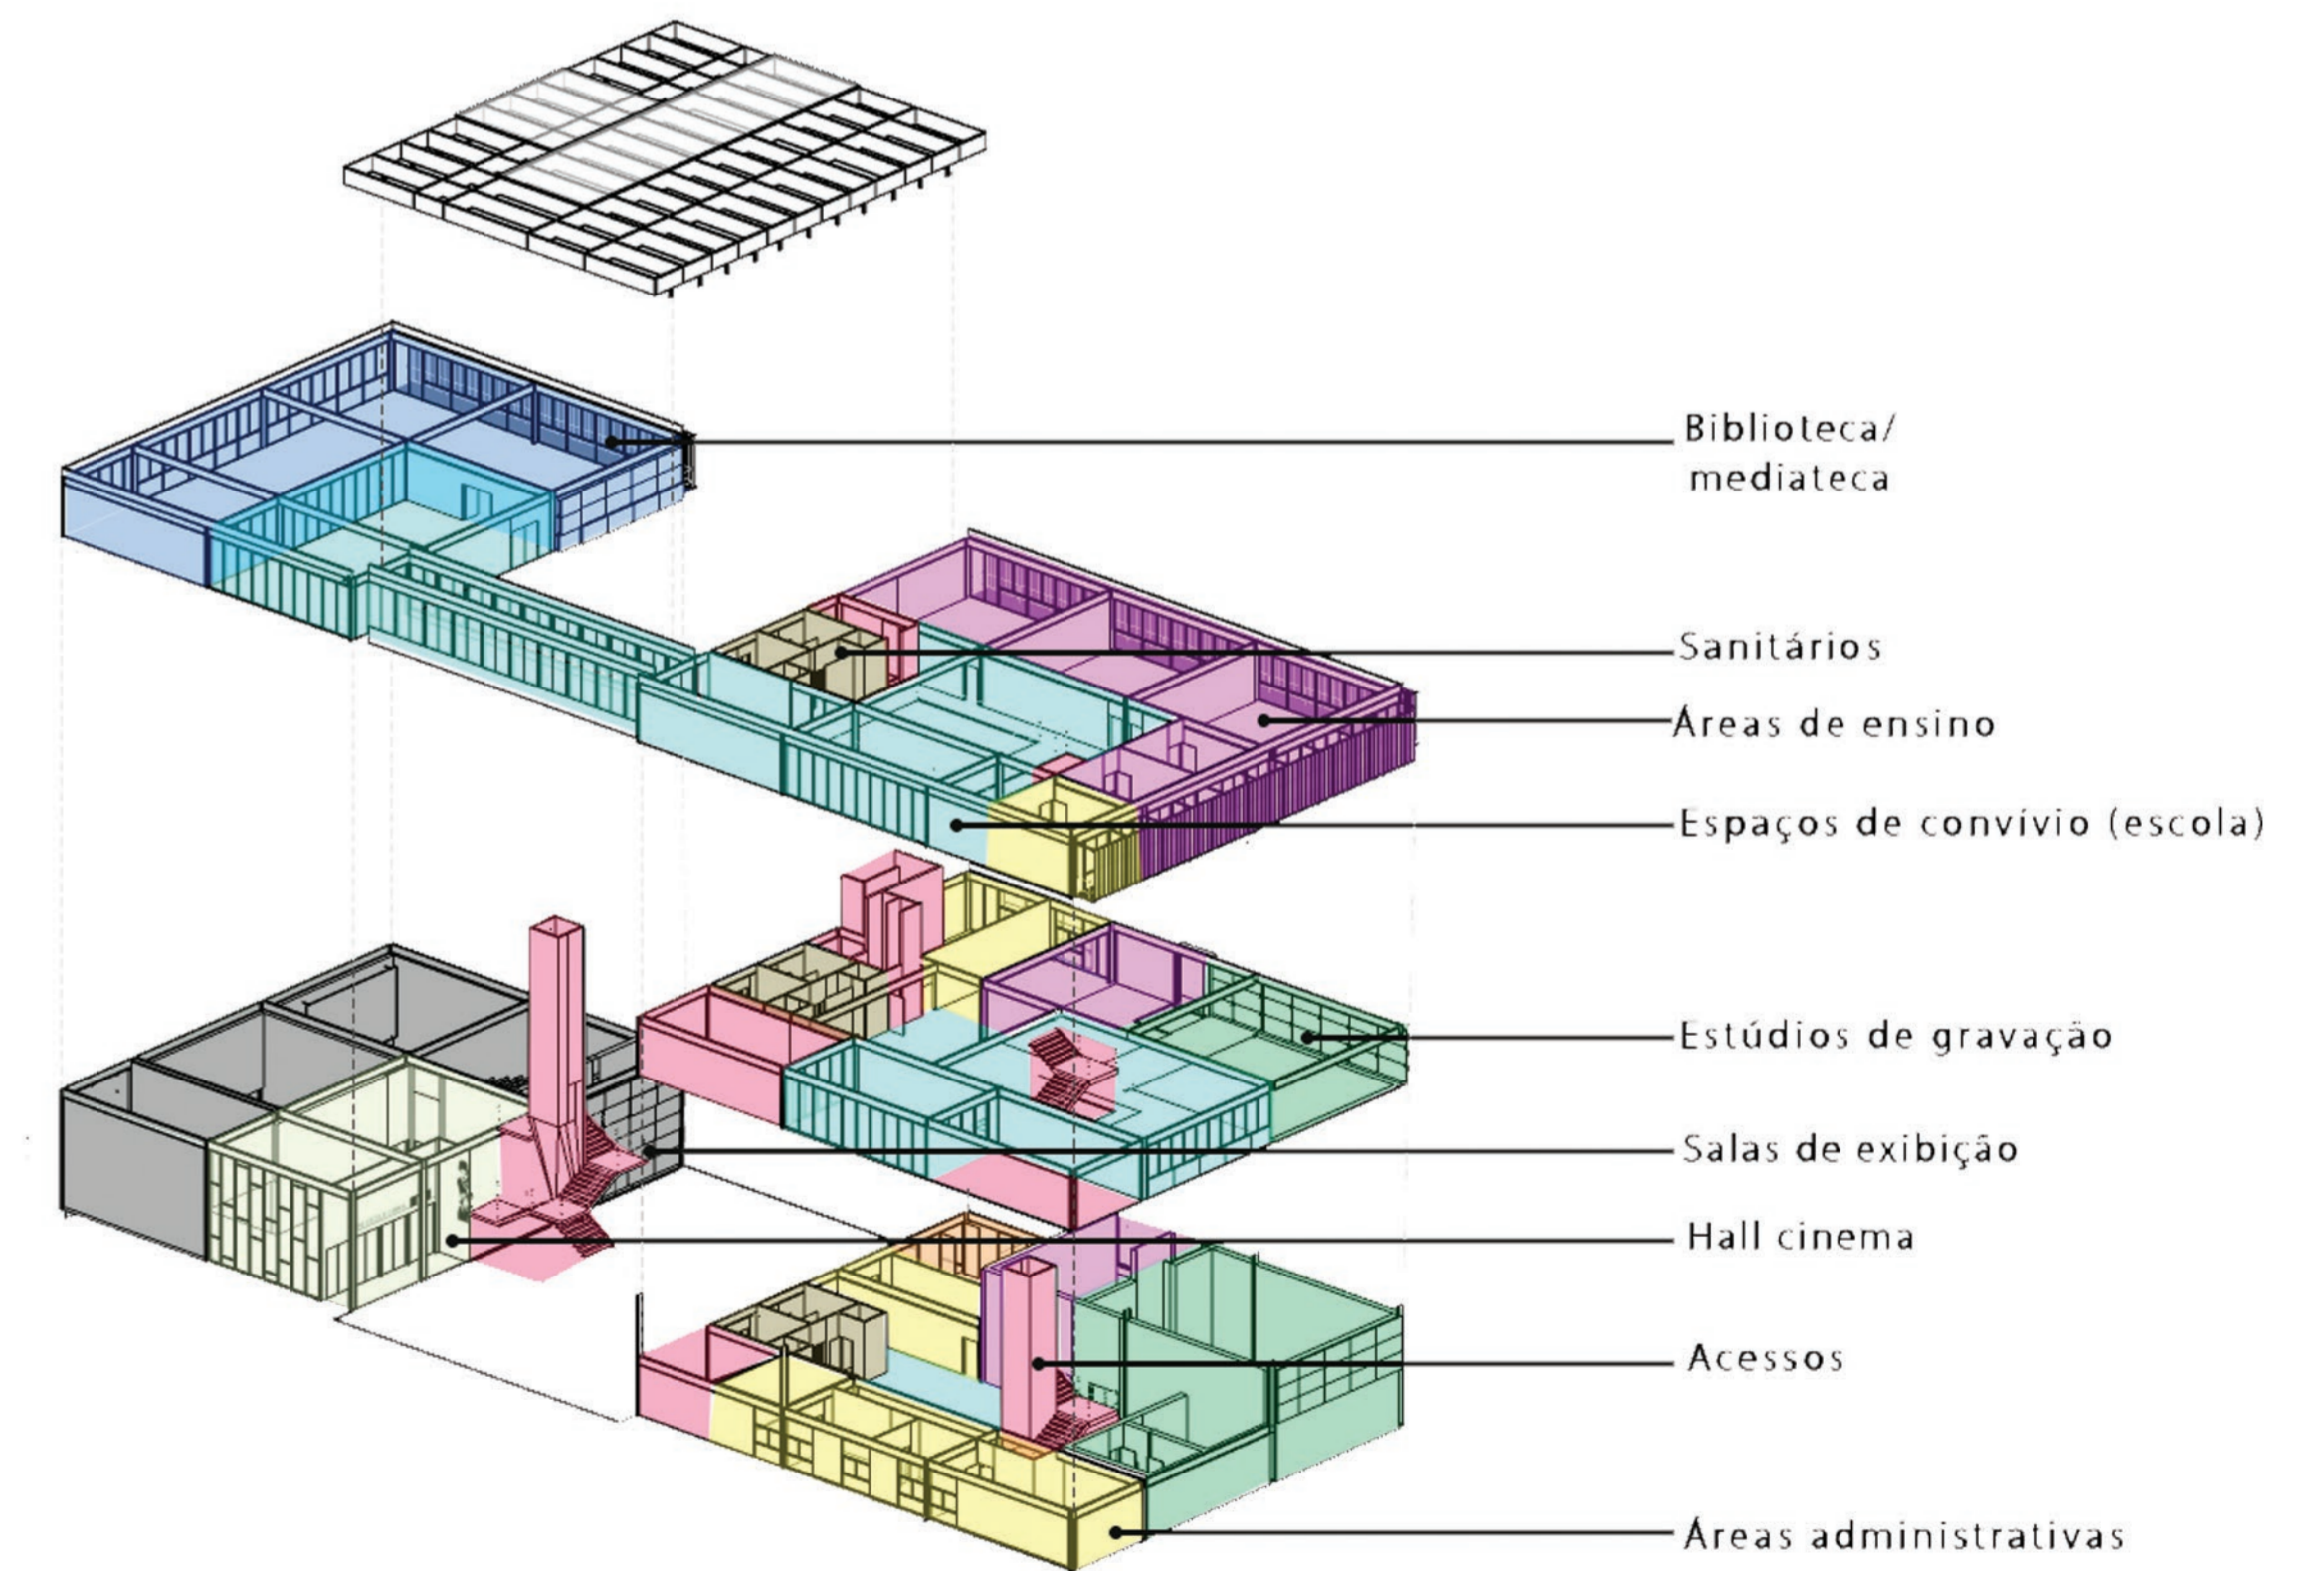 Biblioteca/
mediateca
Sanitários
Áreas de ensino
Espaços de convívio (escola)
Estúdios de gravação
Salas de exibição
Hall cinema
Acessos
Áreas administrativas